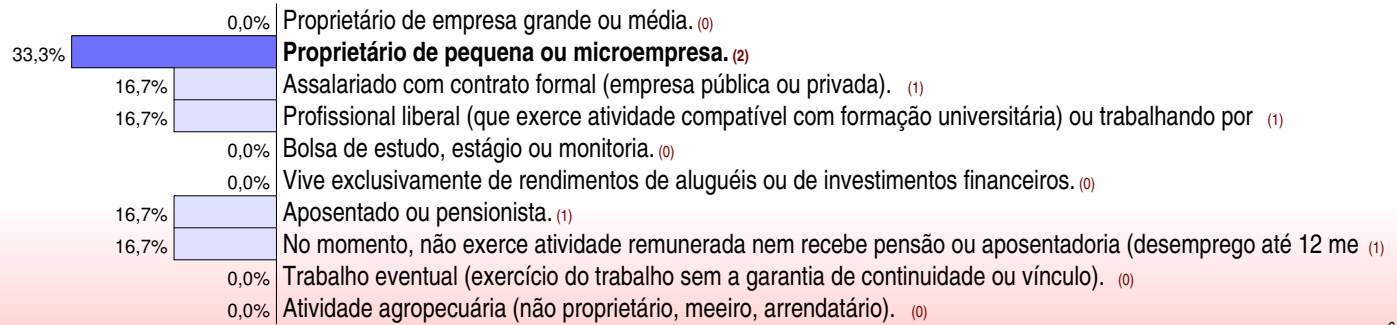 0,0% Proprietário de empresa grande ou média. (0)
33,3% Proprietário de pequena ou microempresa. (2)
16,7% Assalariado com contrato formal (empresa pública ou privada). (1)
16,7% Profissional liberal (que exerce atividade compatível com formação universitária) ou trabalhando por (1)
0,0% Bolsa de estudo, estágio ou monitoria. (0)
0,0% Vive exclusivamente de rendimentos de aluguéis ou de investimentos financeiros. (0)
16,7% Aposentado ou pensionista. (1)
16,7% No momento, não exerce atividade remunerada nem recebe pensão ou aposentadoria (desemprego até 12 me (1)
0,0% Trabalho eventual (exercício do trabalho sem a garantia de continuidade ou vínculo). (0)
0,0% Atividade agropecuária (não proprietário, meeiro, arrendatário). (0)